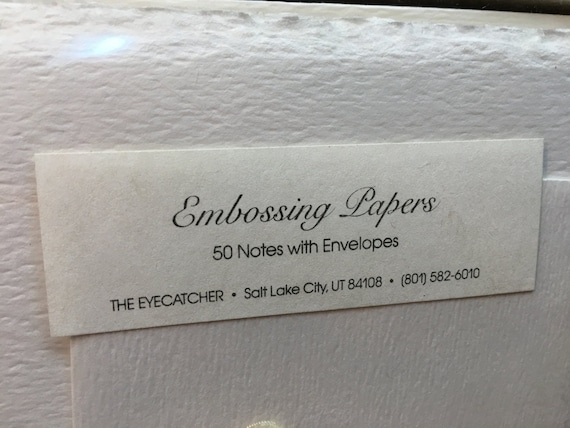 Embossing Papers
50 Notes with Envelopes
THE EYECATCHER • Salt Lake City, UT 84108 • (801) 582-6010